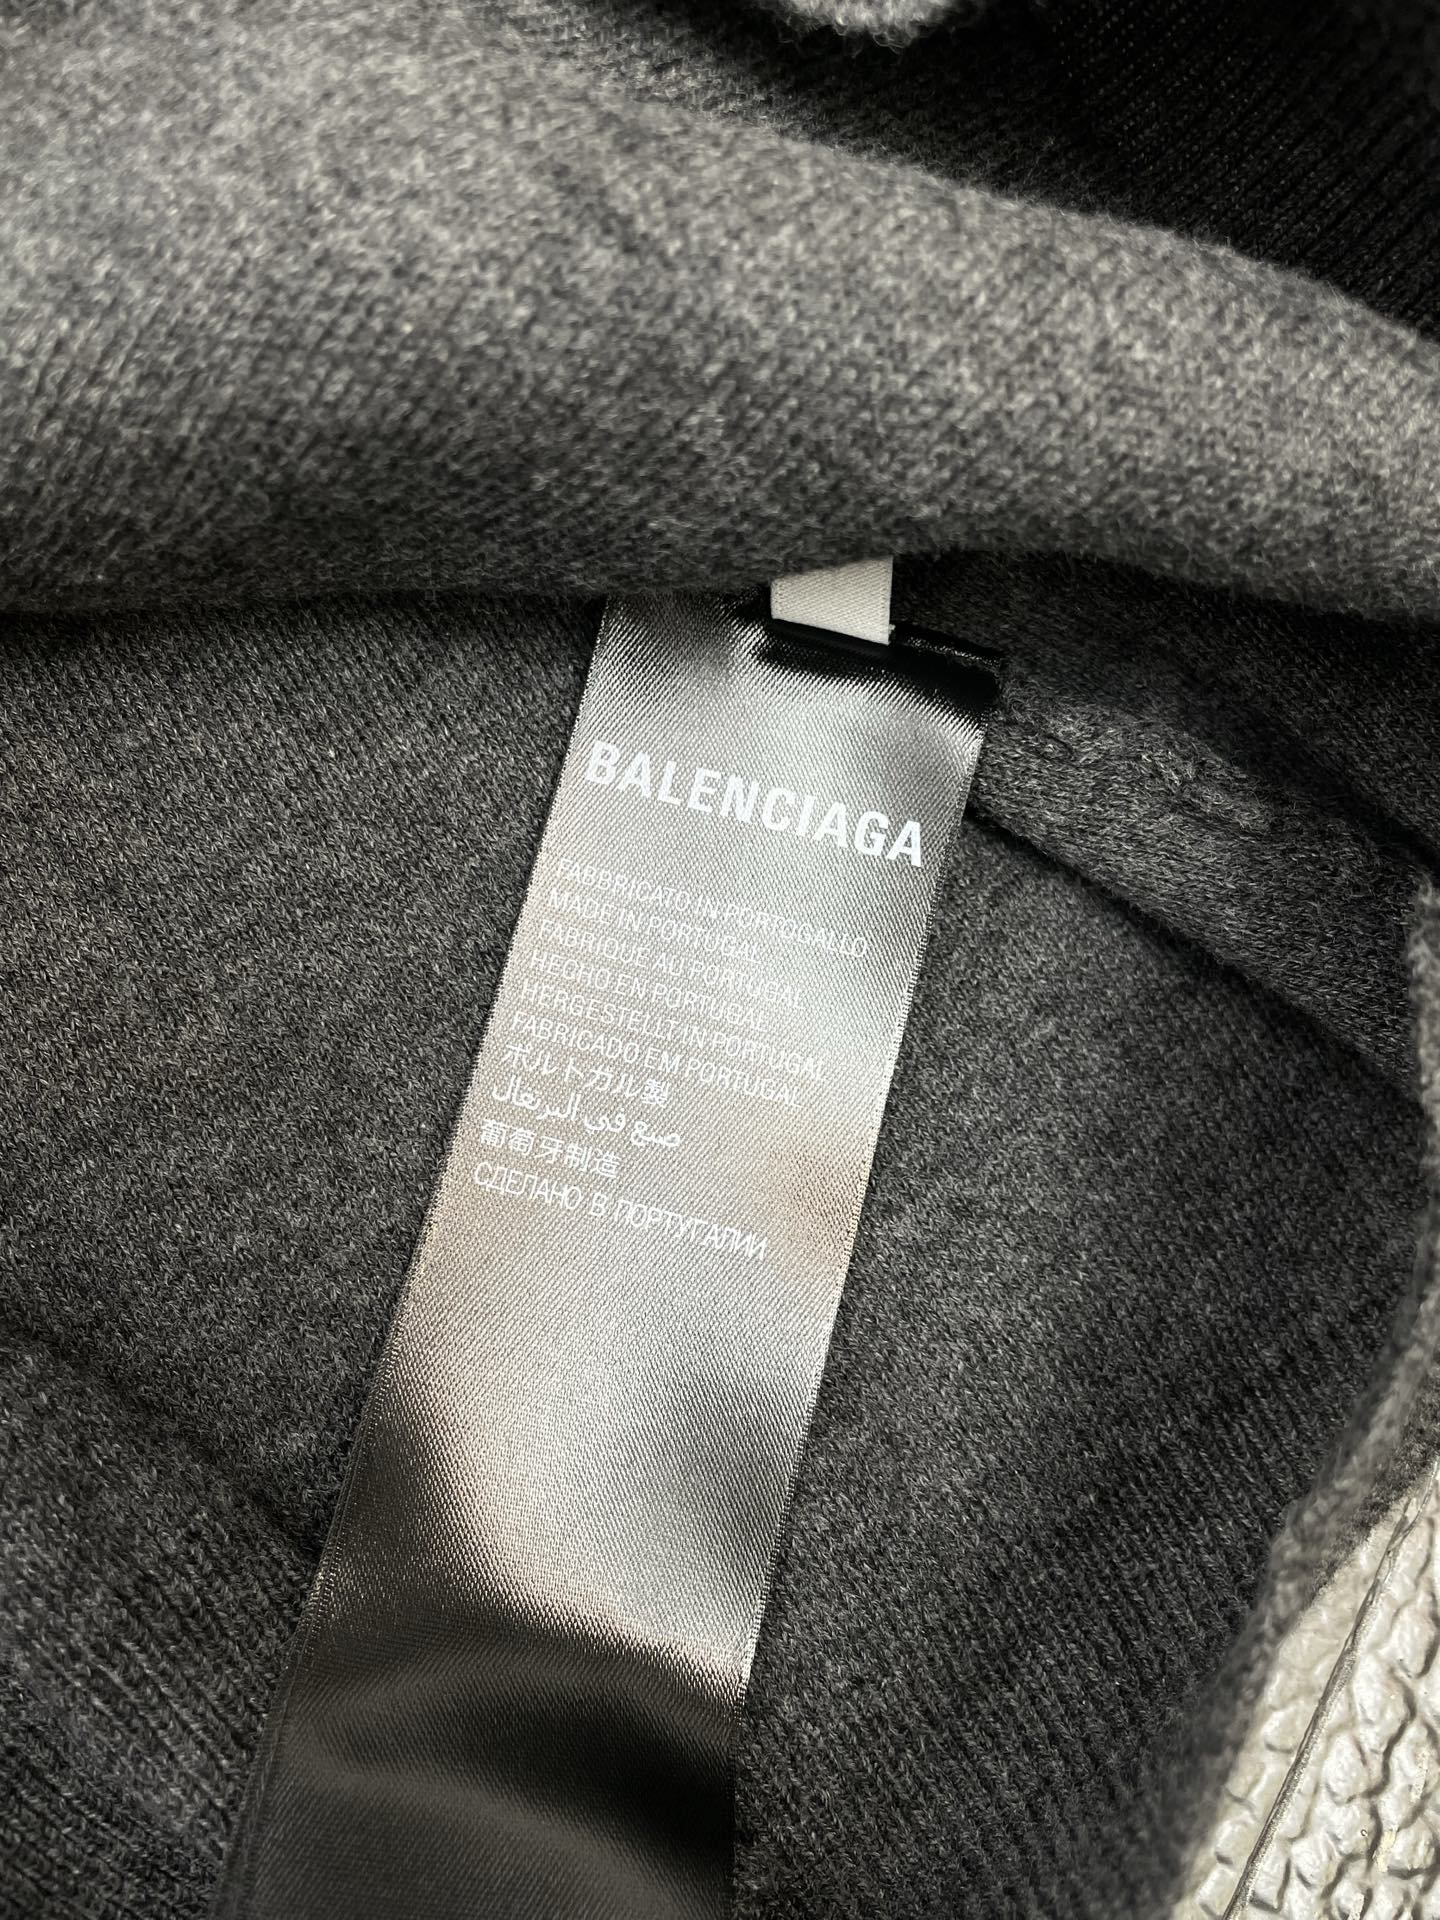 BALENCIAGA
FABBRICATO IN PORTOGALLO
MADE IN PORTUGAL
FABRIQUE AU PORTUGAL
HECHO EN PORTUGAL
HERGESTELLT IN PORTUGAL
FABRICADO EM PORTUGAL
ポルトガル製
صنع في البرتغال
葡萄牙制造
СДЕЛАНО В ПОРТУГАЛИИ